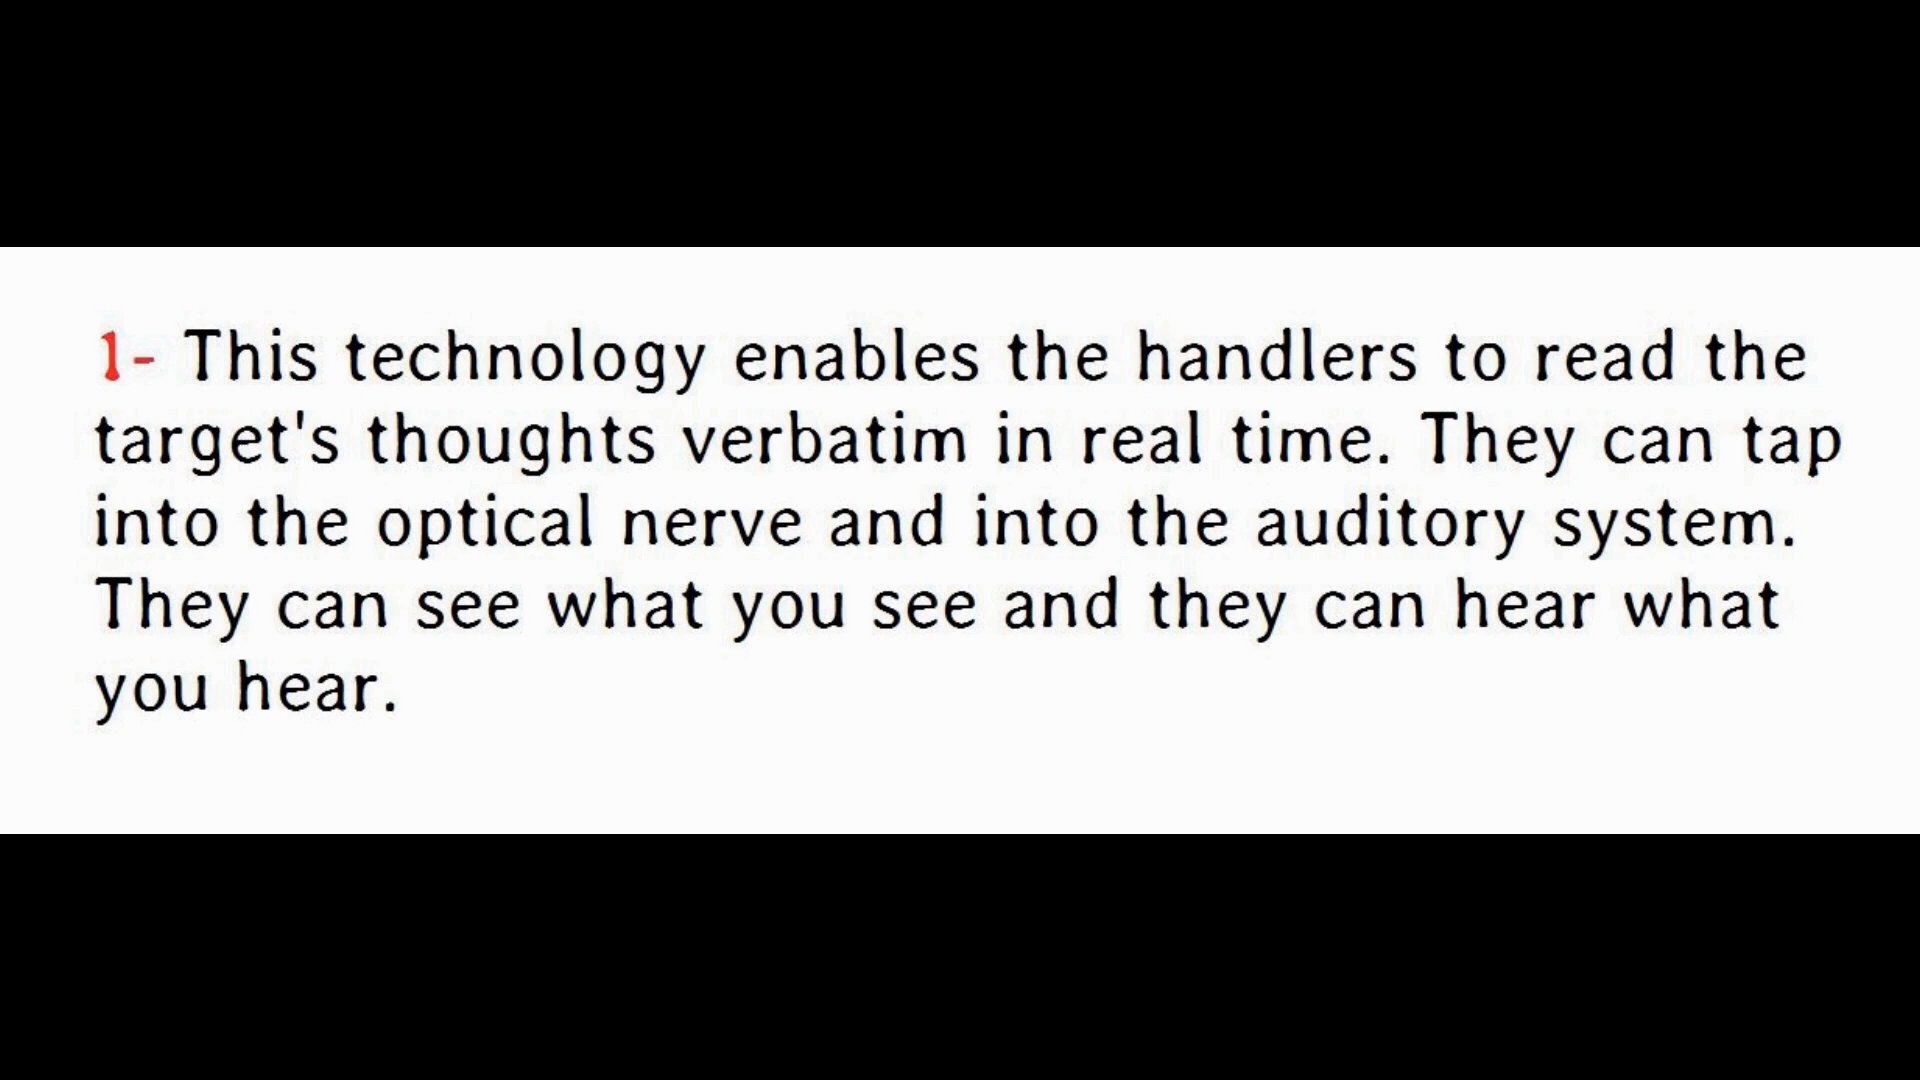 1- This technology enables the handlers to read the
target's thoughts verbatim in real time. They can tap
into the optical nerve and into the auditory system.
They can see what you see and they can hear what
you hear.